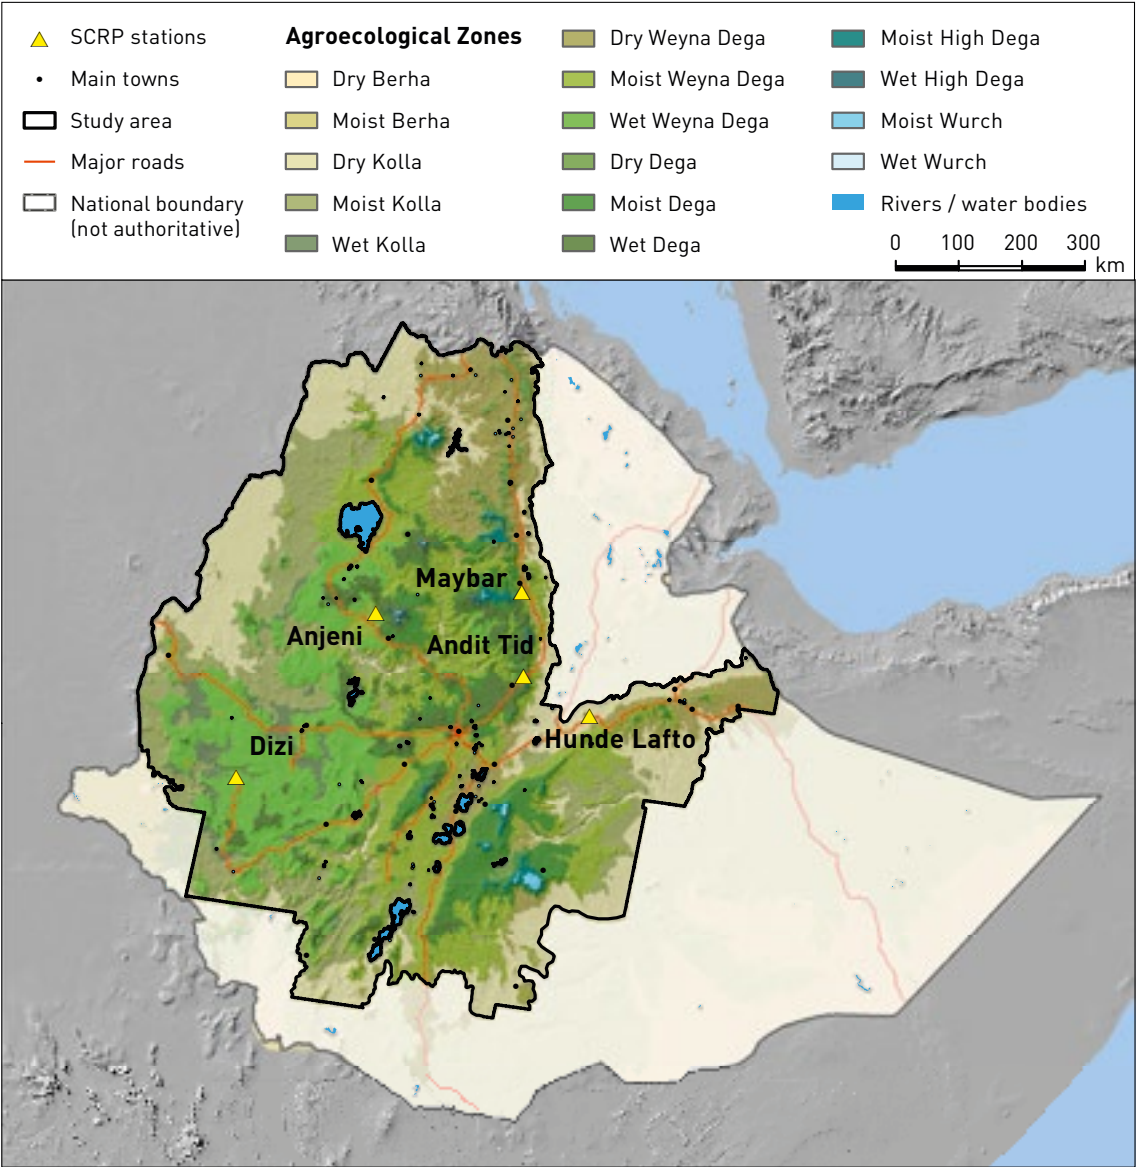 SCRP stations
Main towns
Study area
Major roads
National boundary
(not authoritative)
Agroecological Zones
Dry Berha
Moist Berha
Dry Kolla
Moist Kolla
Wet Kolla
Dry Weyna Dega
Moist Weyna Dega
Wet Weyna Dega
Dry Dega
Moist Dega
Wet Dega
Moist High Dega
Wet High Dega
Moist Wurch
Wet Wurch
Rivers / water bodies
0 100 200 300
km
Maybar
Anjeni
Andit Tid
Dizi
Hunde Lafto